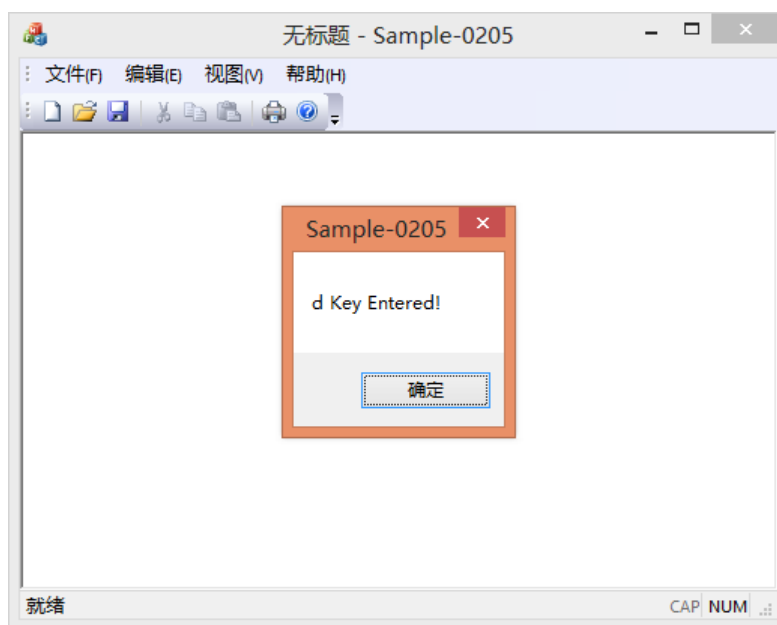 无标题 - Sample-0205
文件(F) 编辑(E) 视图(V) 帮助(H)
Sample-0205
d Key Entered!
确定
就绪 CAP NUM